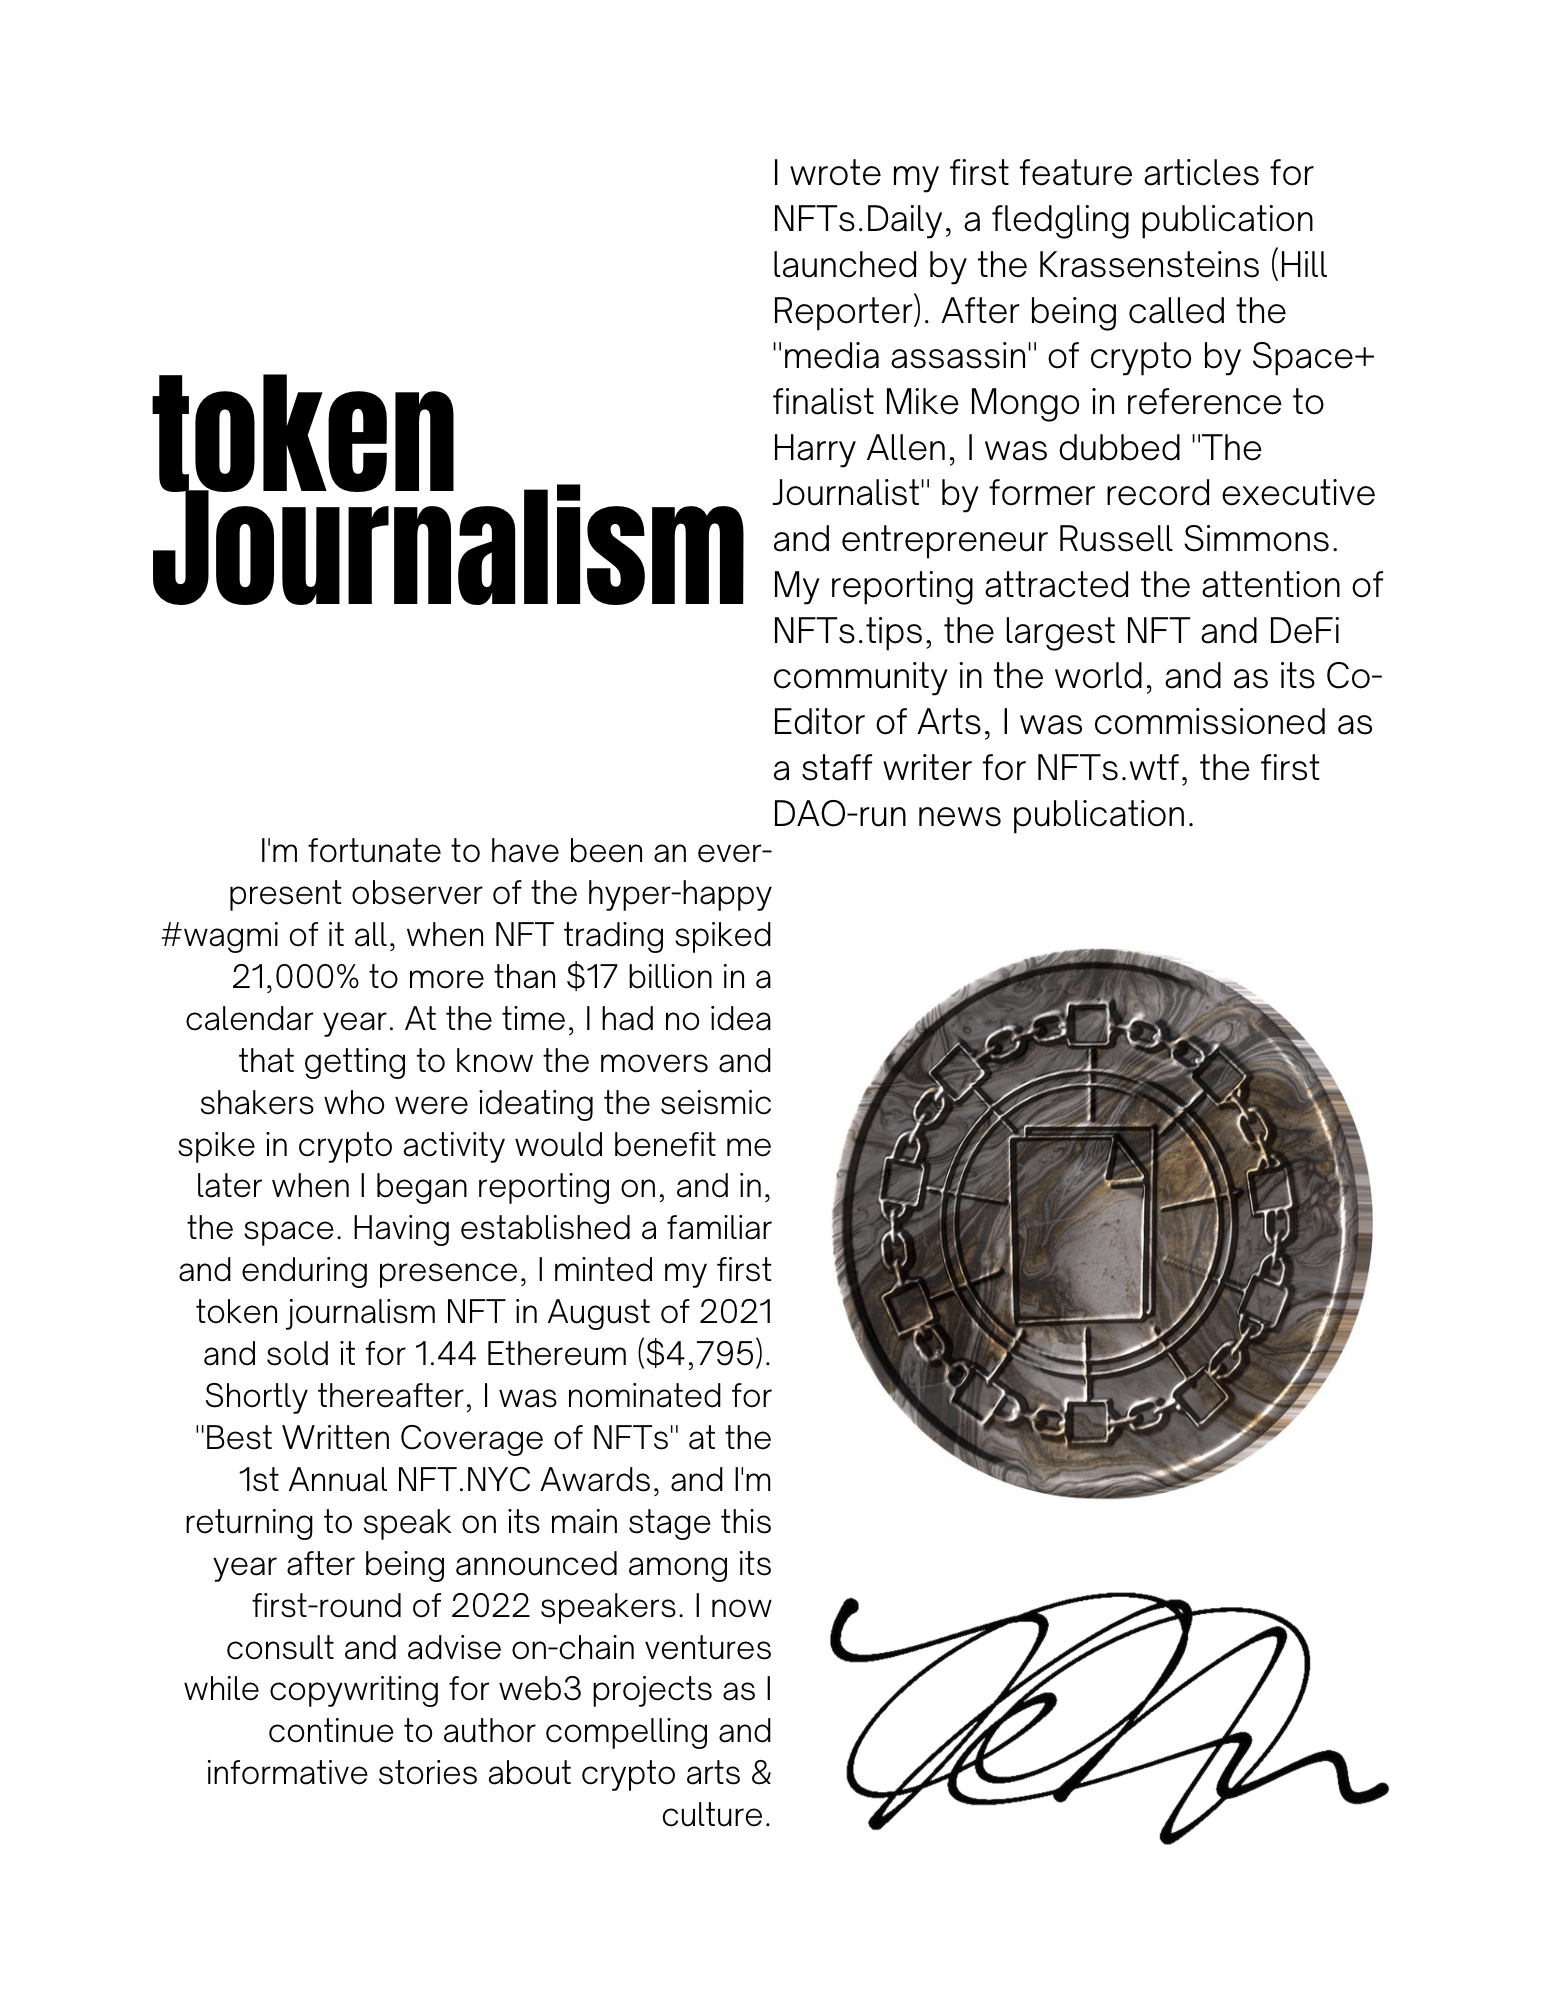 token
Journalism
I wrote my first feature articles for
NFTs.Daily, a fledgling publication
launched by the Krassensteins (Hill
Reporter). After being called the
"media assassin" of crypto by Space+
finalist Mike Mongo in reference to
Harry Allen, I was dubbed "The
Journalist" by former record executive
and entrepreneur Russell Simmons.
My reporting attracted the attention of
NFTs.tips, the largest NFT and DeFi
community in the world, and as its Co-
Editor of Arts, I was commissioned as
a staff writer for NFTs.wtf, the first
DAO-run news publication.
I'm fortunate to have been an ever-
present observer of the hyper-happy
#wagmi of it all, when NFT trading spiked
21,000% to more than $17 billion in a
calendar year. At the time, I had no idea
that getting to know the movers and
shakers who were ideating the seismic
spike in crypto activity would benefit me
later when I began reporting on, and in,
the space. Having established a familiar
and enduring presence, I minted my first
token journalism NFT in August of 2021
and sold it for 1.44 Ethereum ($4,795).
Shortly thereafter, I was nominated for
"Best Written Coverage of NFTs" at the
1st Annual NFT.NYC Awards, and I'm
returning to speak on its main stage this
year after being announced among its
first-round of 2022 speakers. I now
consult and advise on-chain ventures
while copywriting for web3 projects as I
continue to author compelling and
informative stories about crypto arts &
culture.